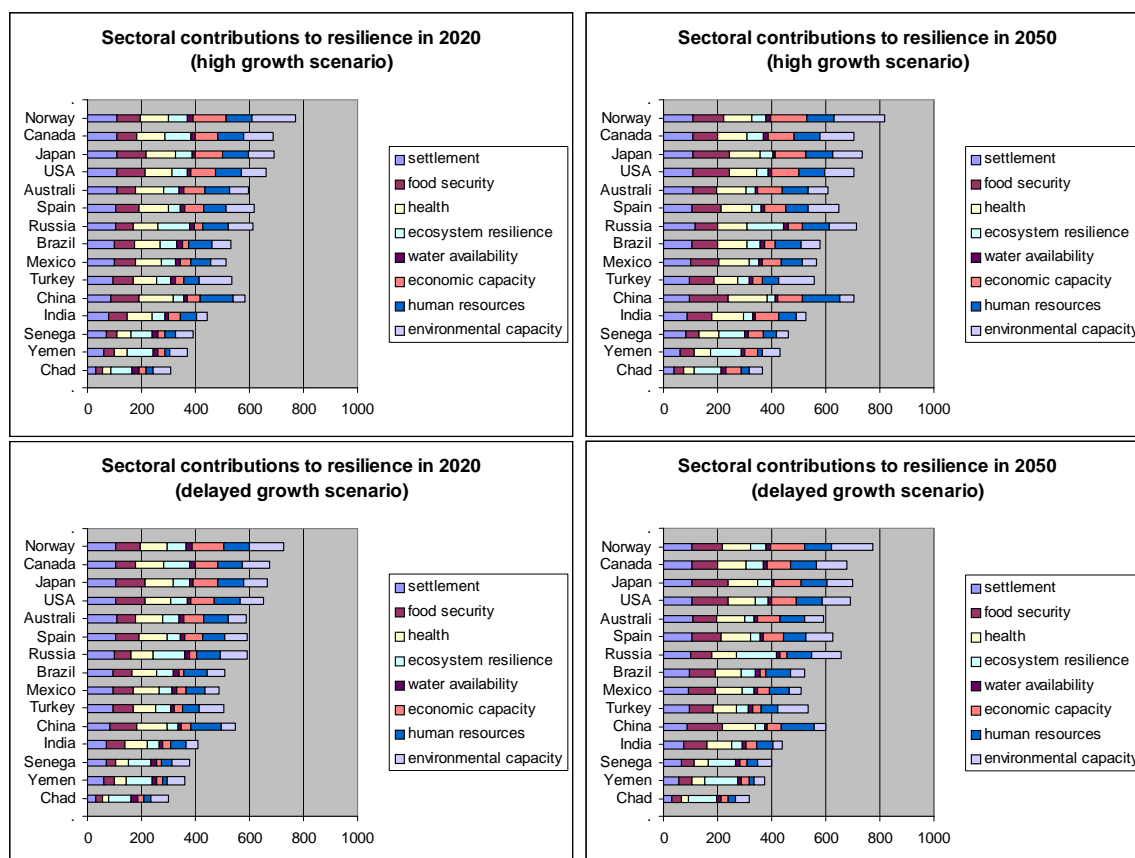 Sectoral contributions to resilience in 2020
(high growth scenario)
.
Norway
Canada
Japan
USA
Australi
Spain
Russia
Brazil
Mexico
Turkey
China
India
Senega
Yemen
Chad
.
0 200 400 600 800 1000
settlement
food security
health
ecosystem resilience
water availability
economic capacity
human resources
environmental capacity
Sectoral contributions to resilience in 2050
(high growth scenario)
.
Norway
Canada
Japan
USA
Australi
Spain
Russia
Brazil
Mexico
Turkey
China
India
Senega
Yemen
Chad
.
0 200 400 600 800 1000
settlement
food security
health
ecosystem resilience
water availability
economic capacity
human resources
environmental capacity
Sectoral contributions to resilience in 2020
(delayed growth scenario)
.
Norway
Canada
Japan
USA
Australi
Spain
Russia
Brazil
Mexico
Turkey
China
India
Senega
Yemen
Chad
.
0 200 400 600 800 1000
settlement
food security
health
ecosystem resilience
water availability
economic capacity
human resources
environmental capacity
Sectoral contributions to resilience in 2050
(delayed growth scenario)
.
Norway
Canada
Japan
USA
Australi
Spain
Russia
Brazil
Mexico
Turkey
China
India
Senega
Yemen
Chad
.
0 200 400 600 800 1000
settlement
food security
health
ecosystem resilience
water availability
economic capacity
human resources
environmental capacity